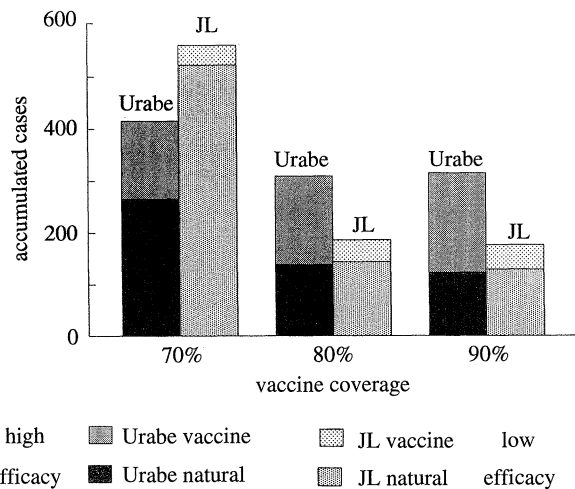 600
JL
Urabe
400
Urabe
Urabe
200
JL
JL
0
accumulated cases
70%
80%
90%
vaccine coverage
high
Urabe vaccine
JL vaccine
low
fficacy
Urabe natural
JL natural
efficacy